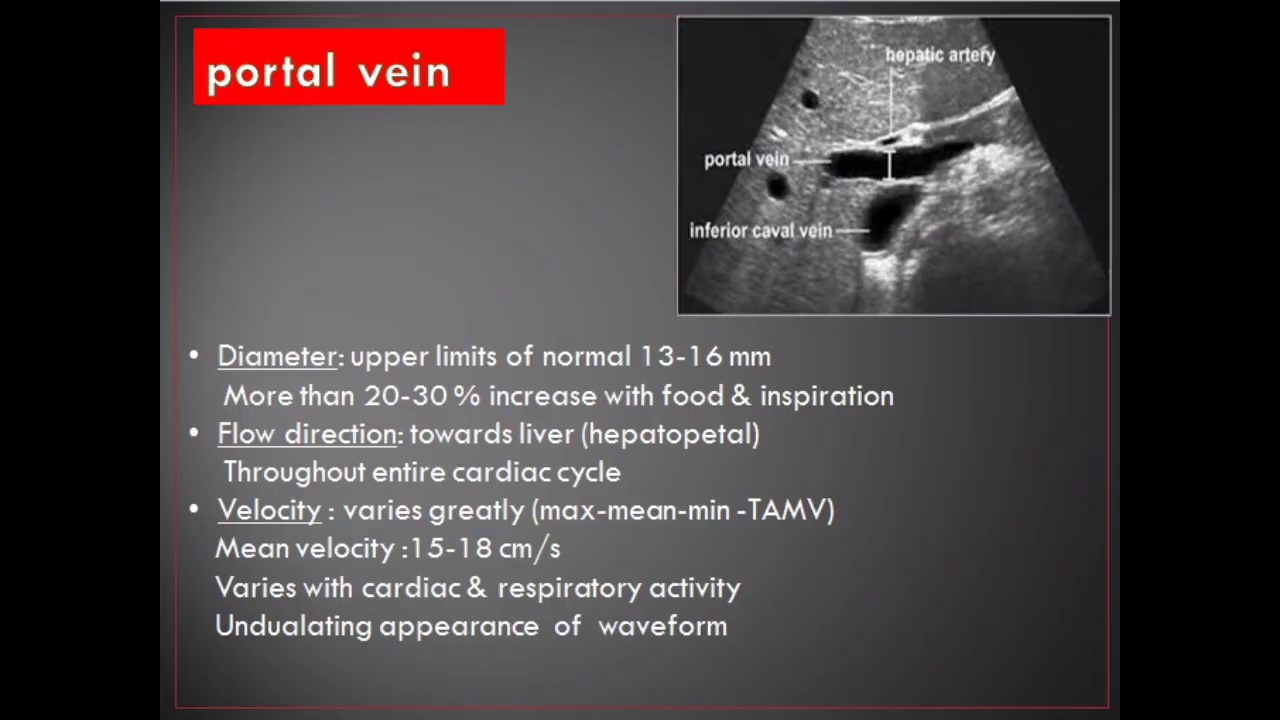 portal vein
hepatic artery
portal vein
inferior caval vein
• Diameter: upper limits of normal 13-16 mm
More than 20-30 % increase with food & inspiration
• Flow direction: towards liver (hepatopetal)
Throughout entire cardiac cycle
• Velocity : varies greatly (max-mean-min -TAMV)
Mean velocity :15-18 cm/s
Varies with cardiac & respiratory activity
Undualating appearance of waveform